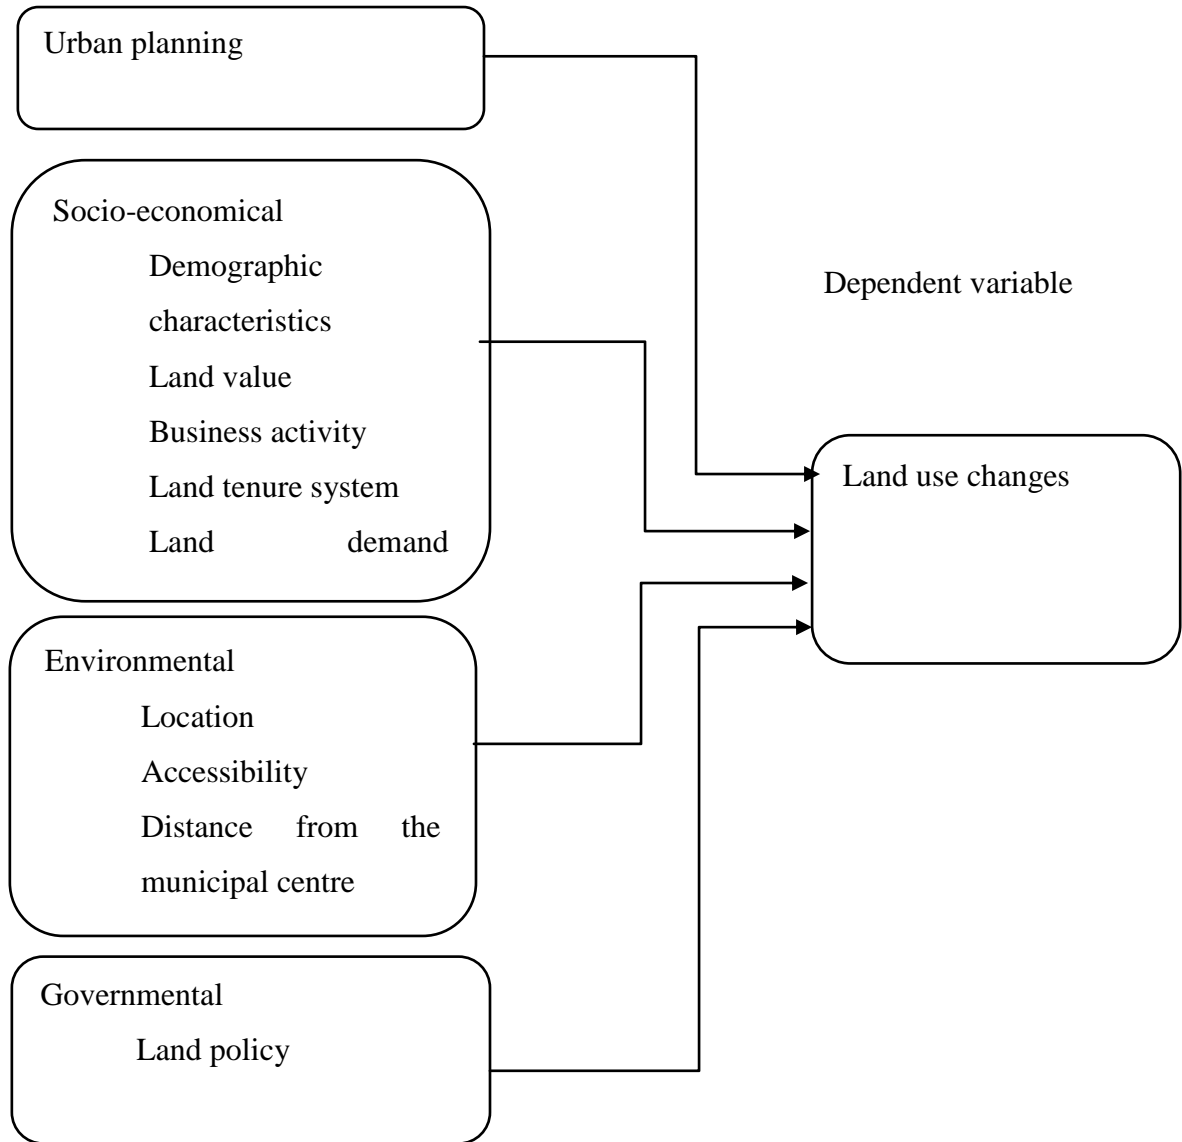 Urban planning
Socio-economical
Demographic
characteristics
Land value
Business activity
Land tenure system
Land demand
Environmental
Location
Accessibility
Distance from the
municipal centre
Governmental
Land policy
Dependent variable
Land use changes